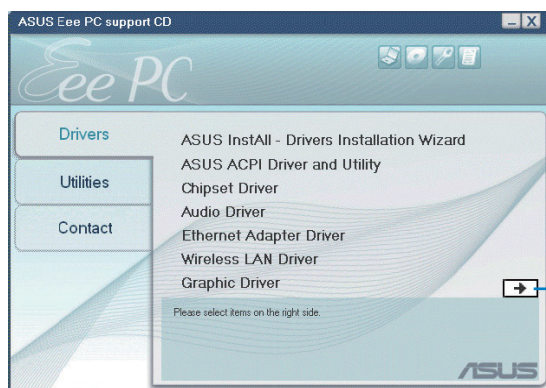 ASUS Eee PC support CD
Eee PC
Drivers
Utilities
Contact
ASUS InstAll - Drivers Installation Wizard
ASUS ACPI Driver and Utility
Chipset Driver
Audio Driver
Ethernet Adapter Driver
Wireless LAN Driver
Graphic Driver
Please select items on the right side.
ASUS